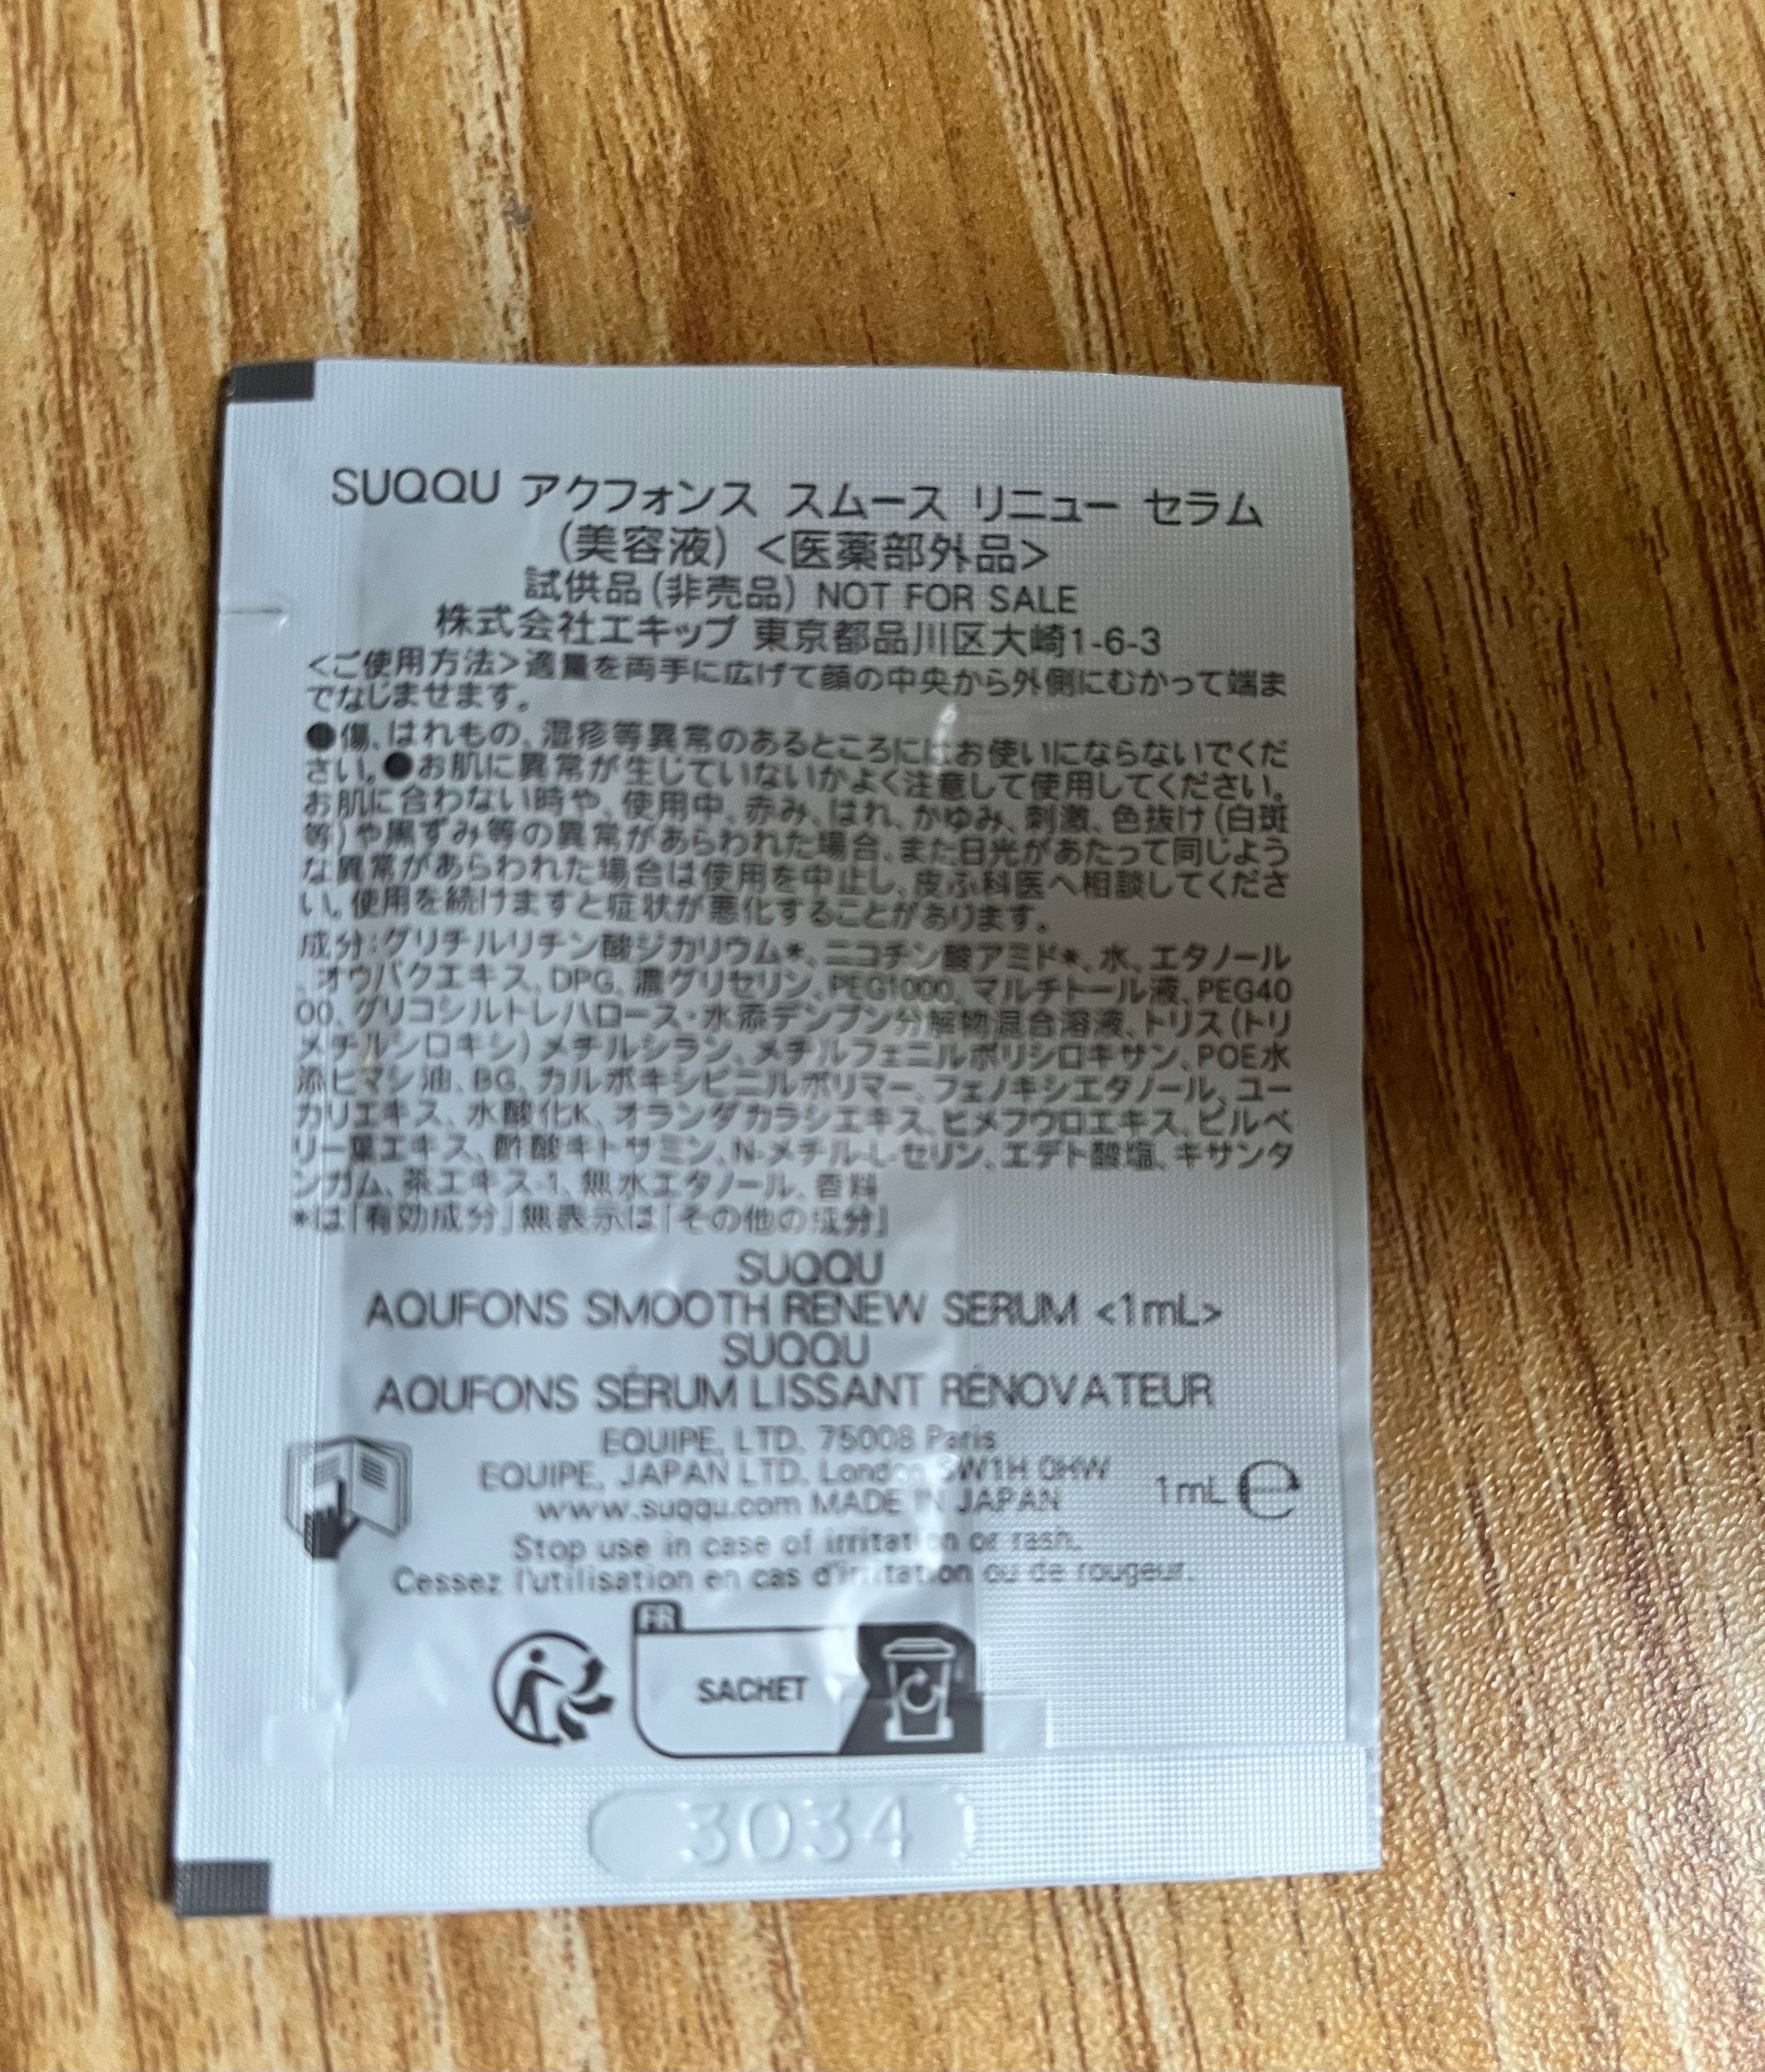 SUQQU アクフォンス スムース リニュー セラム
(美容液) <医薬部外品>
試供品(非売品) NOT FOR SALE
株式会社エキップ 東京都品川区大崎1-6-3
<ご使用方法>適量を両手に広げて顔の中央から外側にむかって端ま
でなじませます。
●傷、はれもの、湿疹等異常のあるところにはお使いにならないでくだ
さい。●お肌に異常が生じていないかよく注意して使用してください。
お肌に合わない時や、使用中、赤み、はれ、かゆみ、刺激、色抜け(白斑
等)や黒ずみ等の異常があらわれた場合、また日光があたって同じよう
な異常があらわれた場合は使用を中止し、皮ふ科医へ相談してくださ
い。使用を続けますと症状が悪化することがあります。
成分:グリチルリチン酸ジカリウム*、ニコチン酸アミド*、水、エタノール
、オウバクエキス、DPG、濃グリセリン、PEG1000、マルチトール液、PEG40
00、グリコシルトレハロース・水添デンプン分解物混合溶液、トリス(トリ
メチルシロキシ)メチルシラン、メチルフェニルポリシロキサン、POE水
添ヒマシ油、BG、カルボキシビニルポリマー、フェノキシエタノール、ユー
カリエキス、水酸化K、オランダカラシエキス、ヒメフウロエキス、ビルベ
リー葉エキス、酢酸キトサミン、N-メチル-L-セリン、エデト酸塩、キサンタ
ンガム、茶エキス-1、無水エタノール、香料
*は「有効成分」無表示は「その他の成分」
SUQQU
AQUFONS SMOOTH RENEW SERUM <1mL>
SUQQU
AQUFONS SÉRUM LISSANT RÉNOVATEUR
EQUIPE, LTD. 75008 Paris
EQUIPE, JAPAN LTD. London SW1H 0HW
www.suqqu.com MADE IN JAPAN
1mL ℮
Stop use in case of irritation or rash.
Cessez l'utilisation en cas d'irritation ou de rougeur.
FR
SACHET
3034